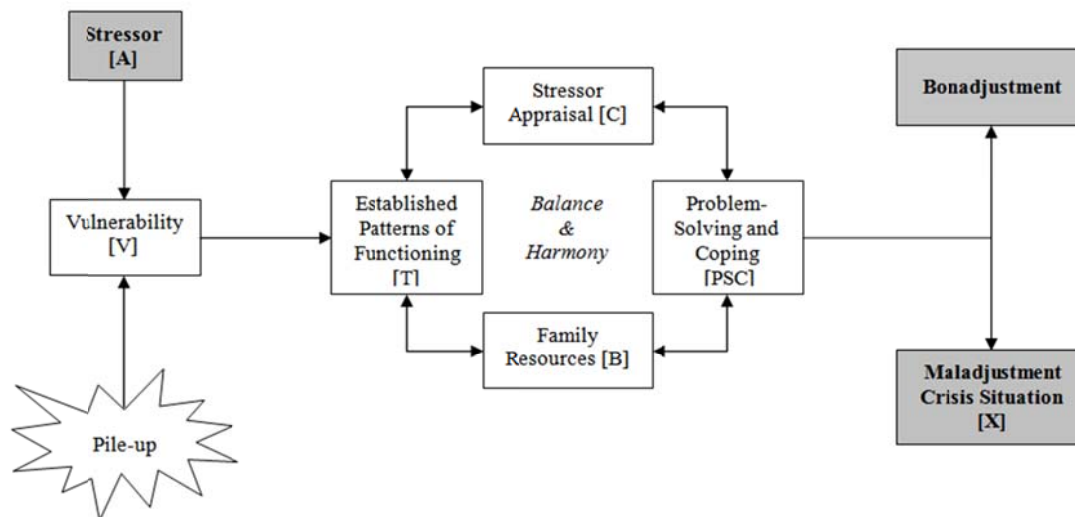 Stressor
[A]
Vulnerability
[V]
Pile-up
Established
Patterns of
Functioning
[T]
Stressor
Appraisal [C]
Balance
&
Harmony
Family
Resources [B]
Problem-
Solving and
Coping
[PSC]
Bonadjustment
Maladjustment
Crisis Situation
[X]